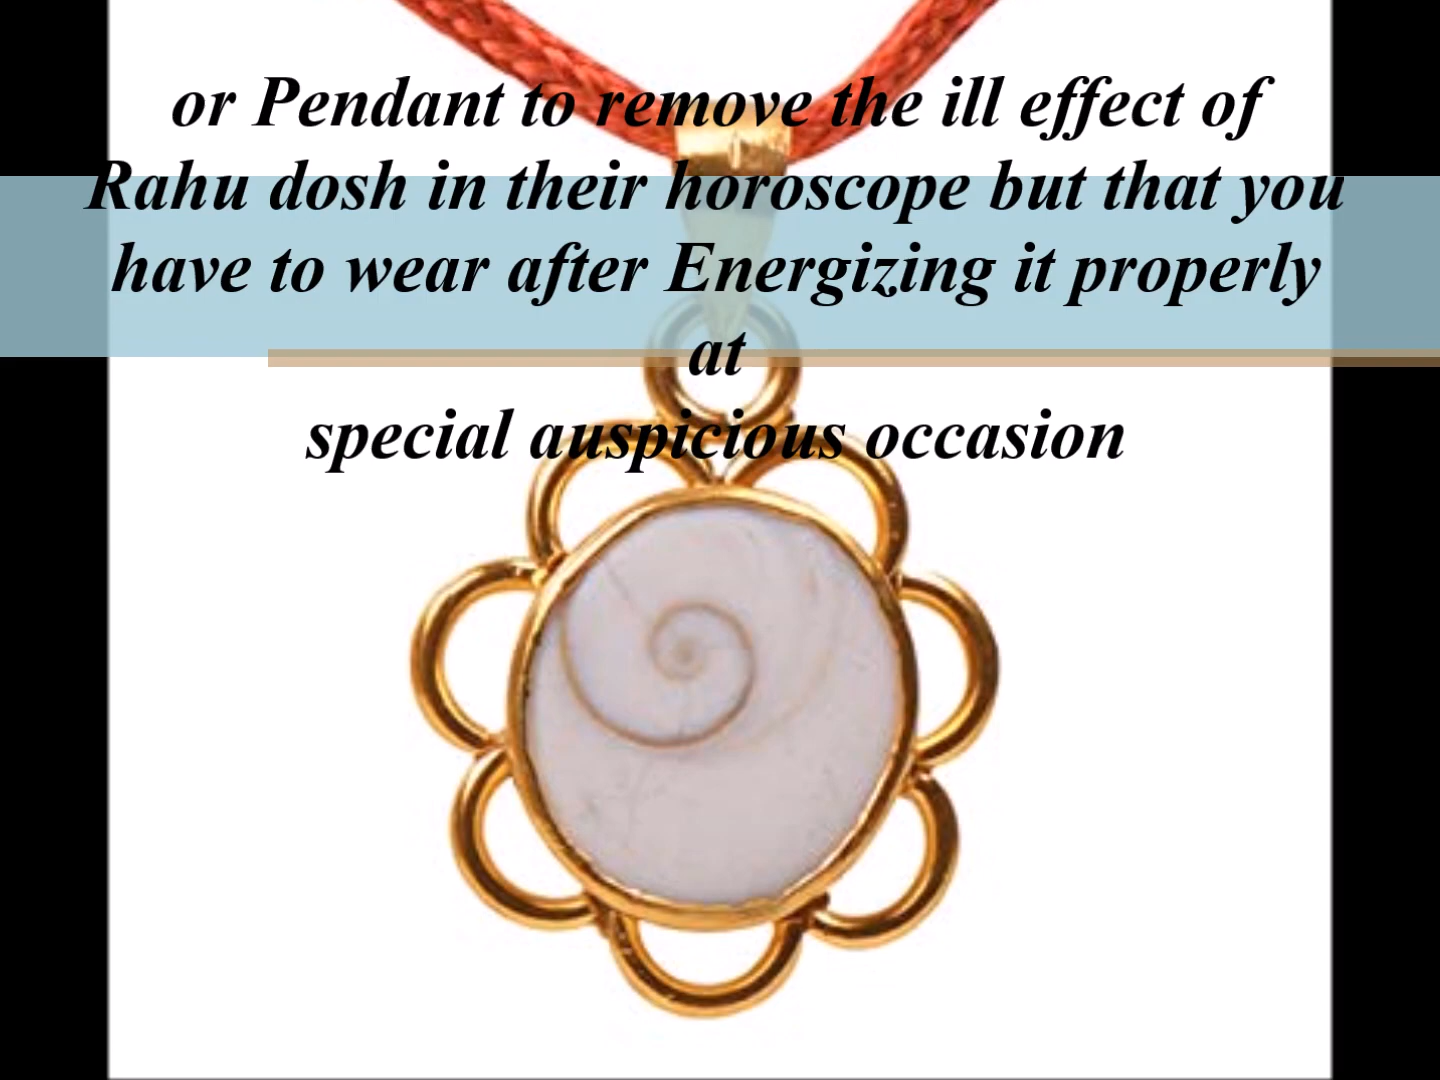 or Pendant to remove the ill effect of
Rahu dosh in their horoscope but that you
have to wear after Energizing it properly
at
special auspicious occasion